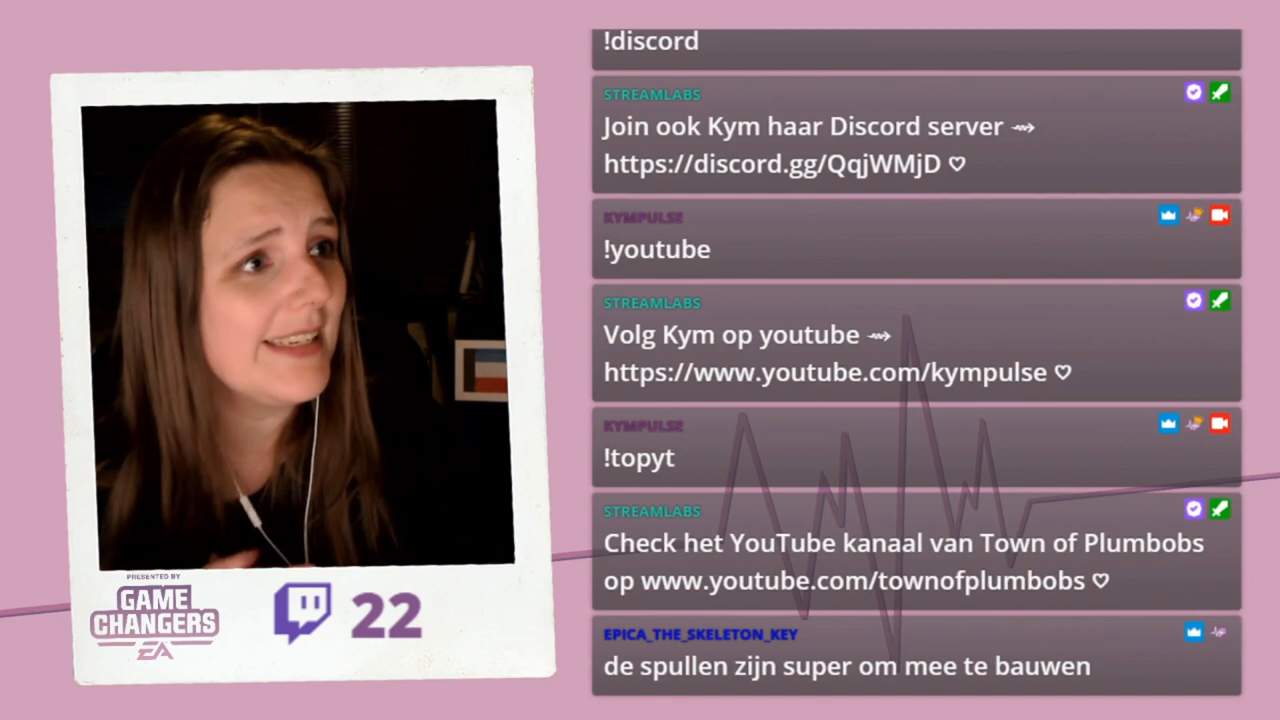 !discord
STREAMLABS
Join ook Kym haar Discord server ⇝
https://discord.gg/QqjWMjD ♡
KYMPULSE
!youtube
STREAMLABS
Volg Kym op youtube ⇝
https://www.youtube.com/kympulse ♡
KYMPULSE
!topyt
STREAMLABS
Check het YouTube kanaal van Town of Plumbobs
op www.youtube.com/townofplumbobs ♡
EPICA_THE_SKELETON_KEY
de spullen zijn super om mee te bauwen
PRESENTED BY
GAME
CHANGERS
EA
22